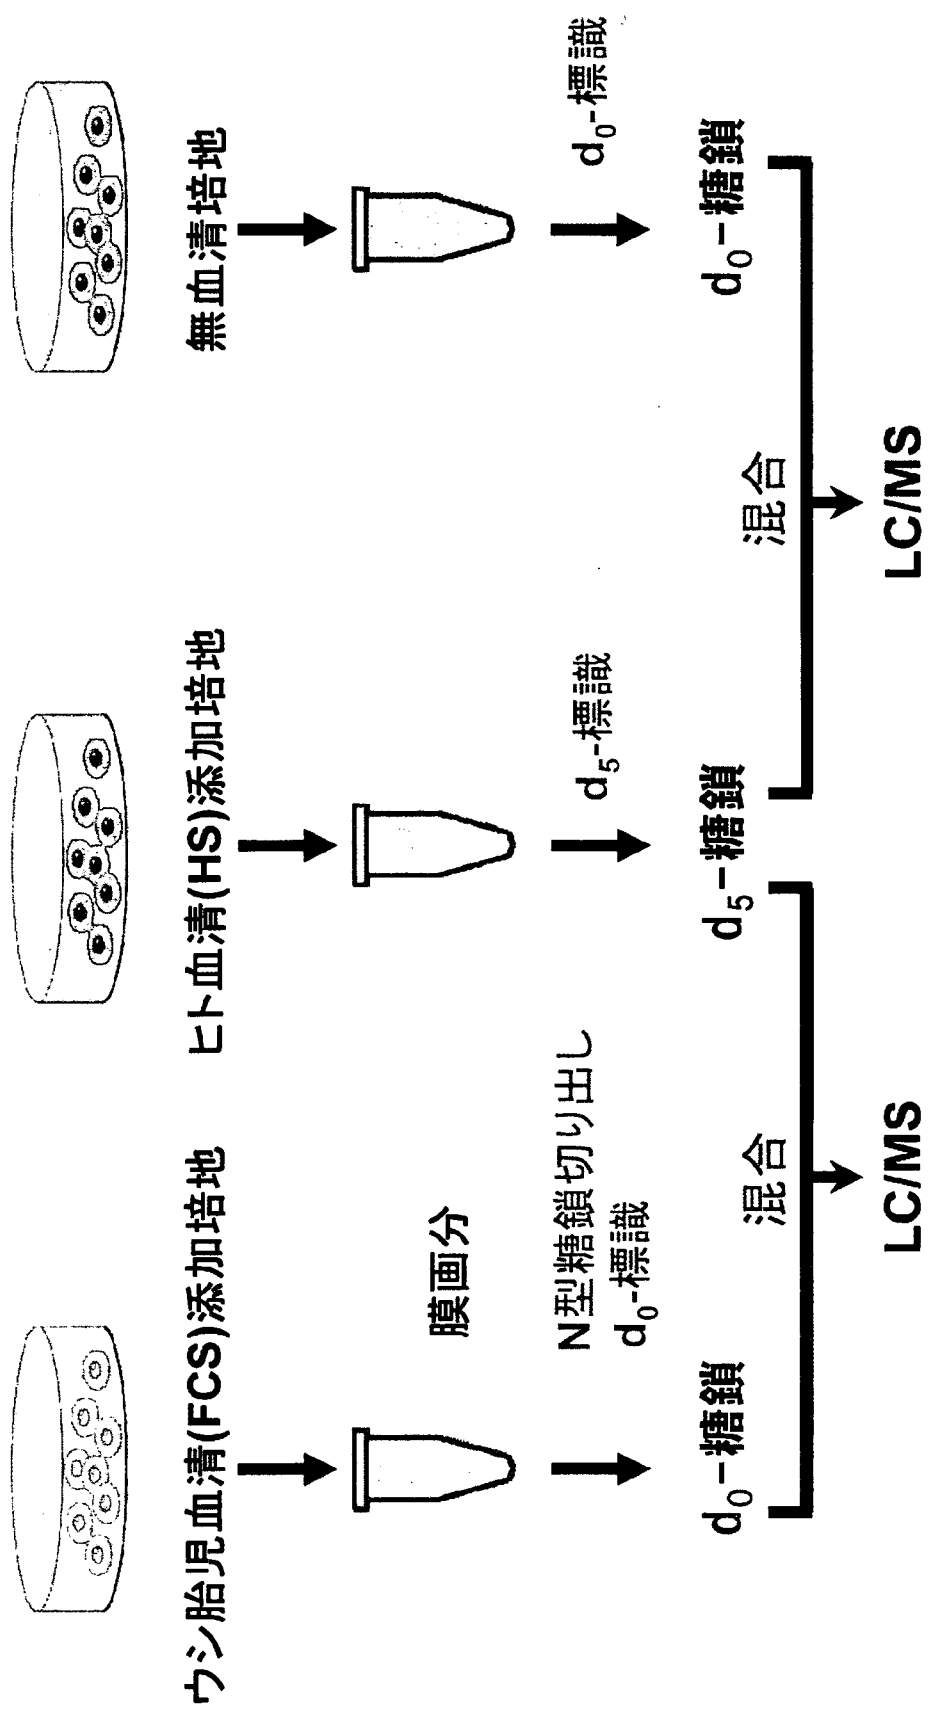 ウシ胎児血清(FCS)添加培地
ヒト血清(HS)添加培地
無血清培地
膜画分
N型糖鎖切り出し
d0-標識
d5-標識
d0-標識
d0-糖鎖
d5-糖鎖
d0-糖鎖
混合
混合
LC/MS
LC/MS